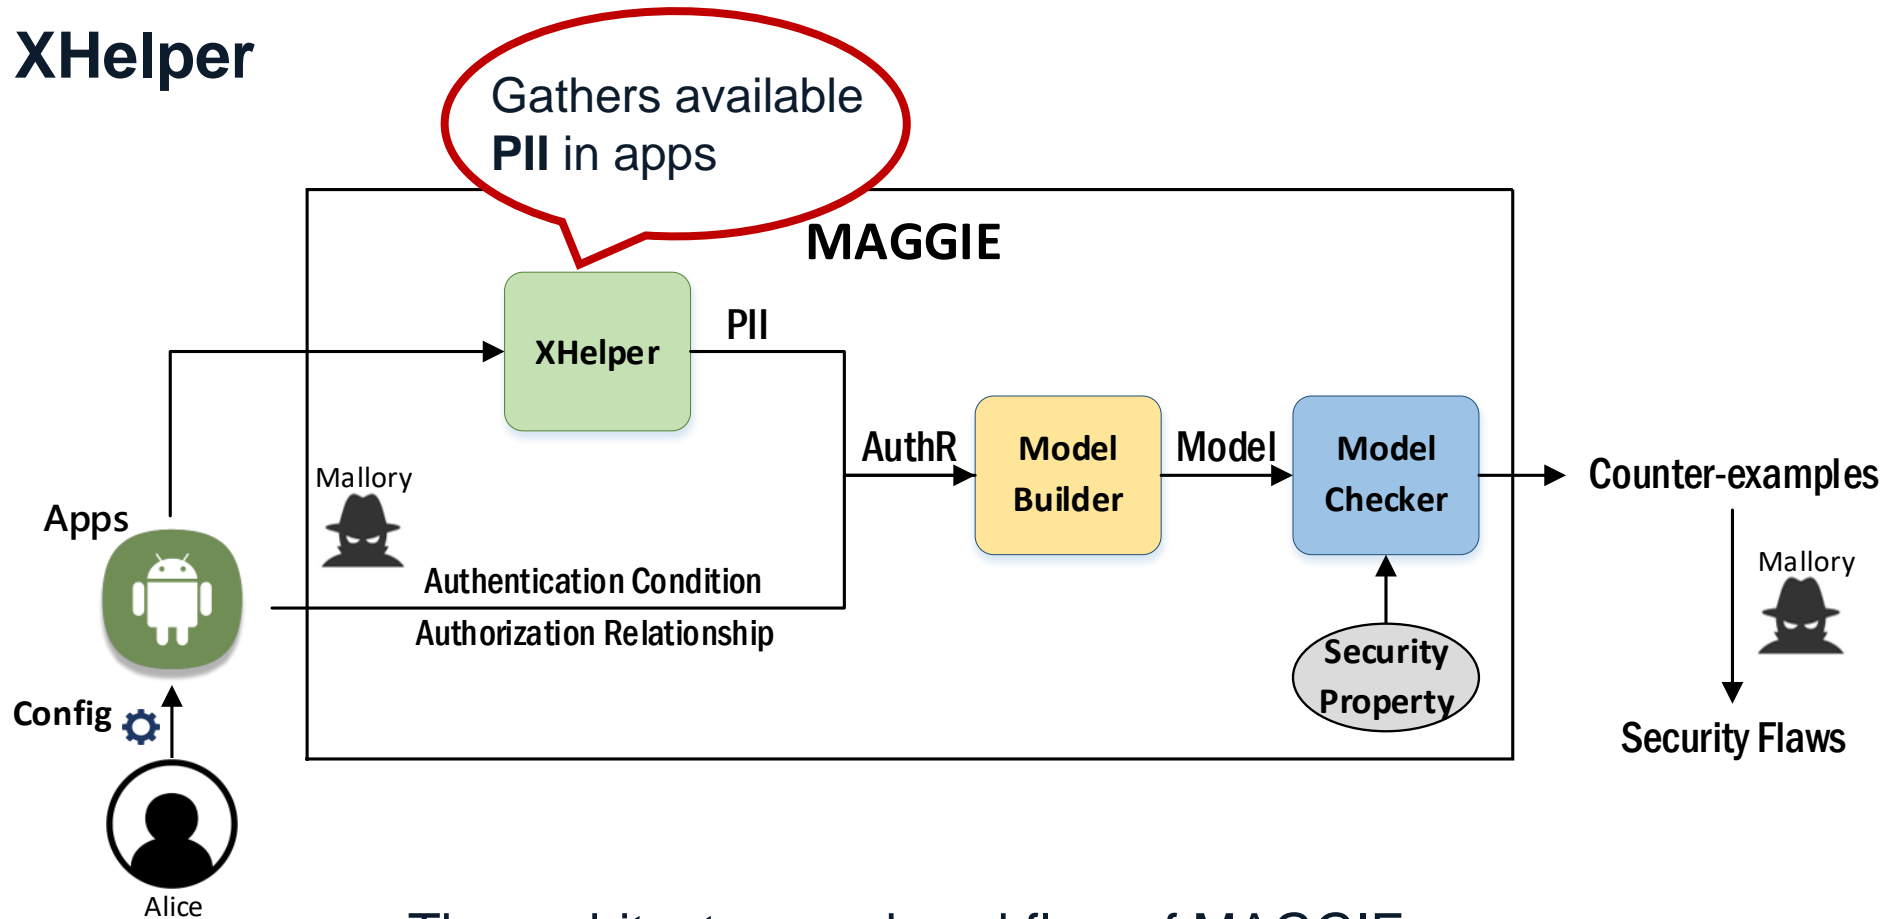 XHelper
Gathers available
PII in apps
MAGGIE
XHelper
PII
Mallory
Apps
AuthR
Model
Builder
Model
Model
Checker
Counter-examples
Authentication Condition
Authorization Relationship
Mallory
Security
Property
Config
Security Flaws
Alice